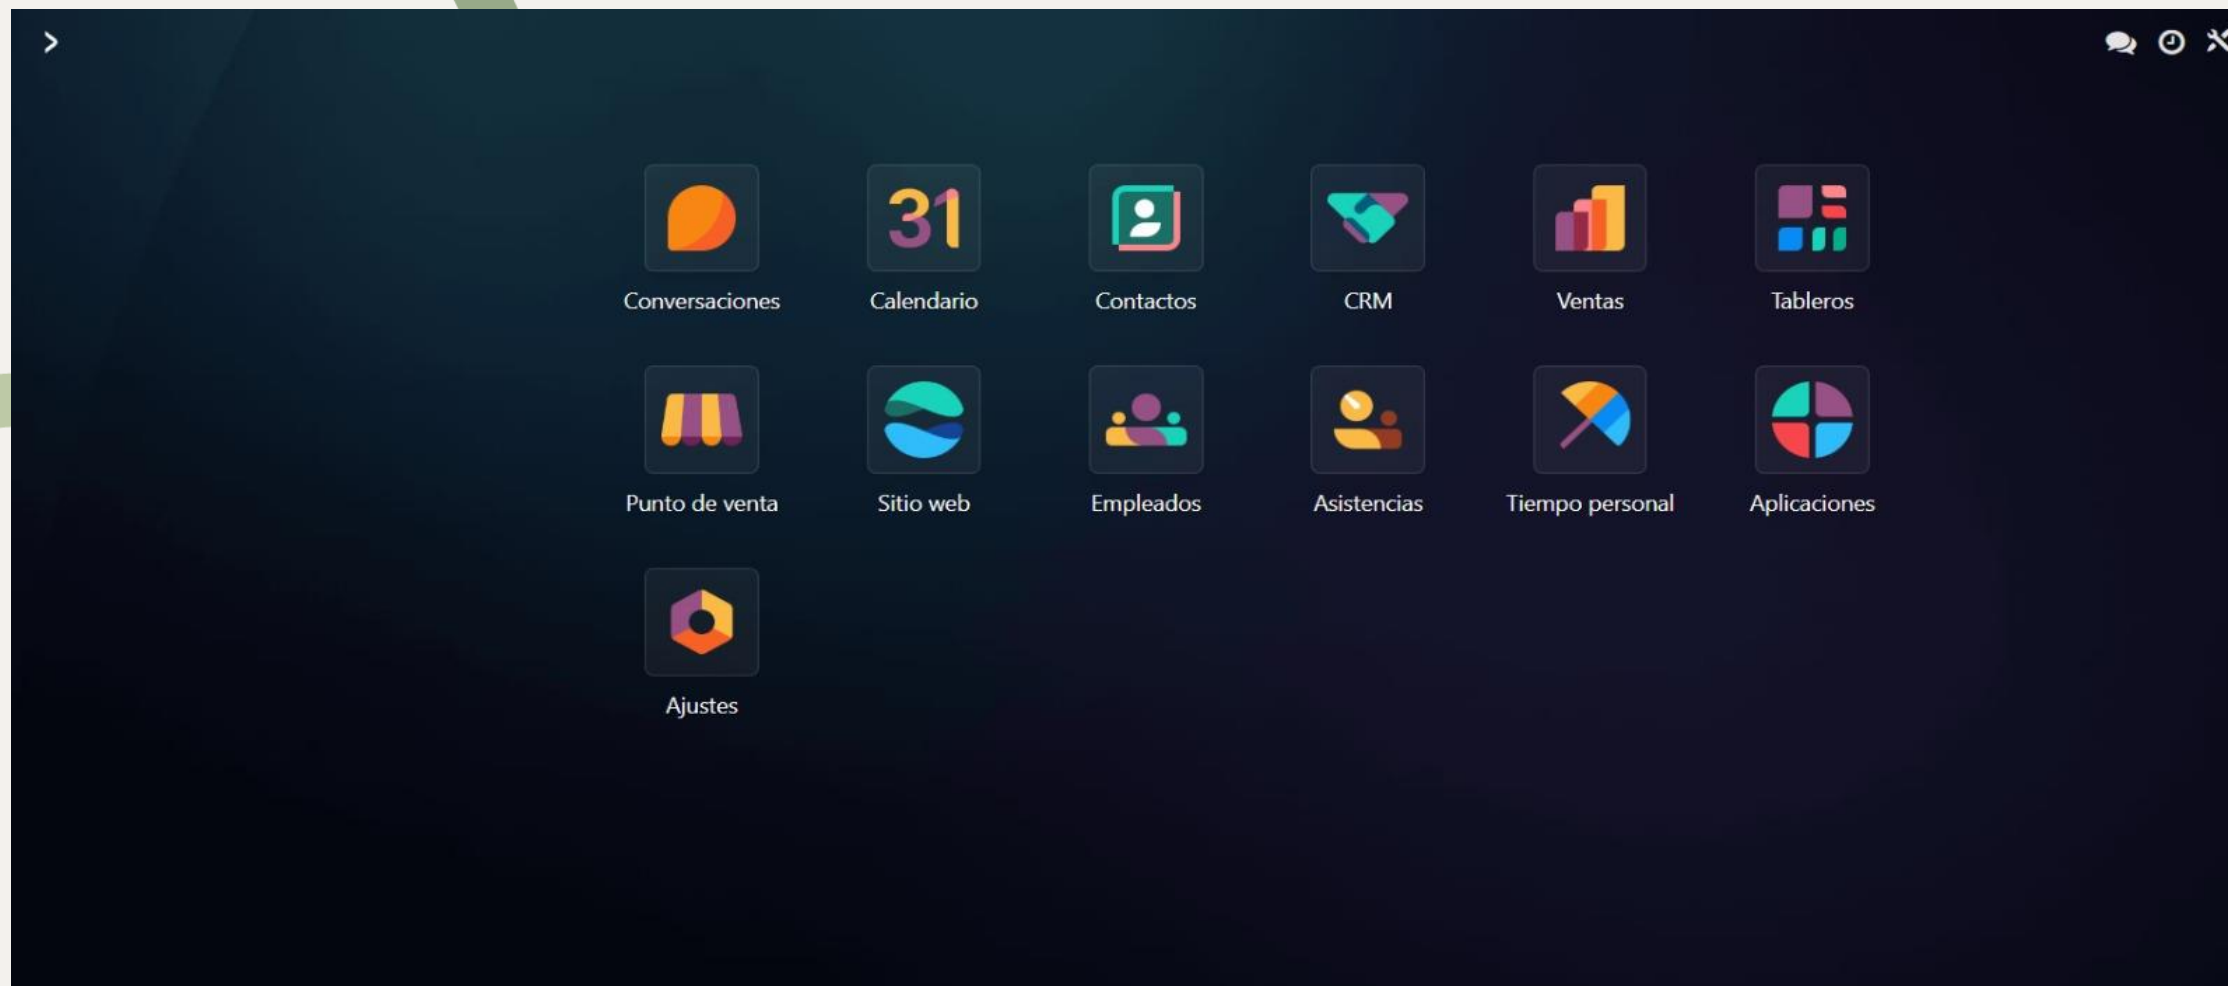 Conversaciones Calendario Contactos CRM Ventas Tableros
31
Punto de venta Sitio web Empleados Asistencias Tiempo personal Aplicaciones
Ajustes